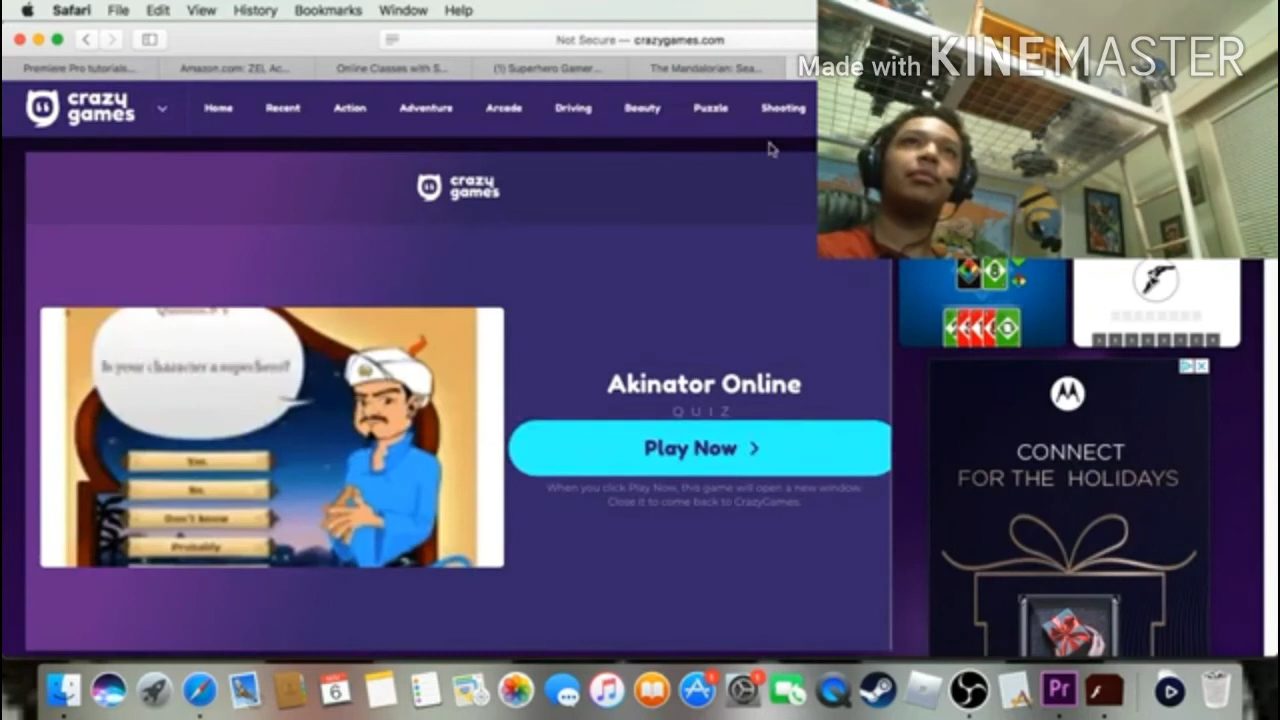 Safari File Edit View History Bookmarks Window Help
Made with KINEMASTER
Not Secure — crazygames.com
Premiere Pro tutorials... Amazon.com: ZEL Ac... Online Classes with S... (1) Superhero Gamer... The Mandalorian: Sea...
crazy games
Home Recent Action Adventure Arcade Driving Beauty Puzzle Shooting
crazy games
Is your character a superhero?
Yes
No
Don't know
Probably
Akinator Online
QUIZ
Play Now >
When you click Play Now, this game will open a new window.
Close it to come back to CrazyGames.
8
CONNECT
FOR THE HOLIDAYS
6
Pr